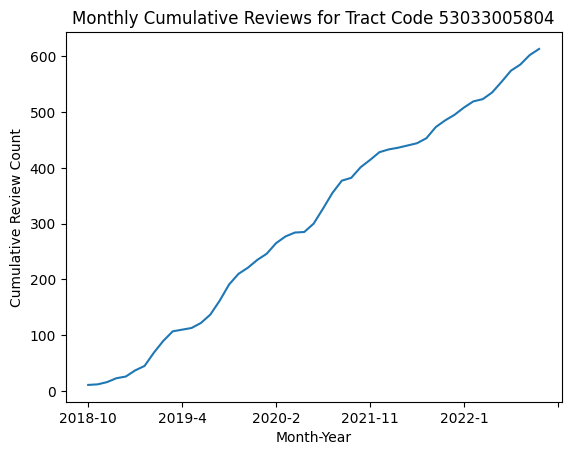 Monthly Cumulative Reviews for Tract Code 53033005804
Cumulative Review Count
600
500
400
300
200
100
0
2018-10 2019-4 2020-2 2021-11 2022-1
Month-Year